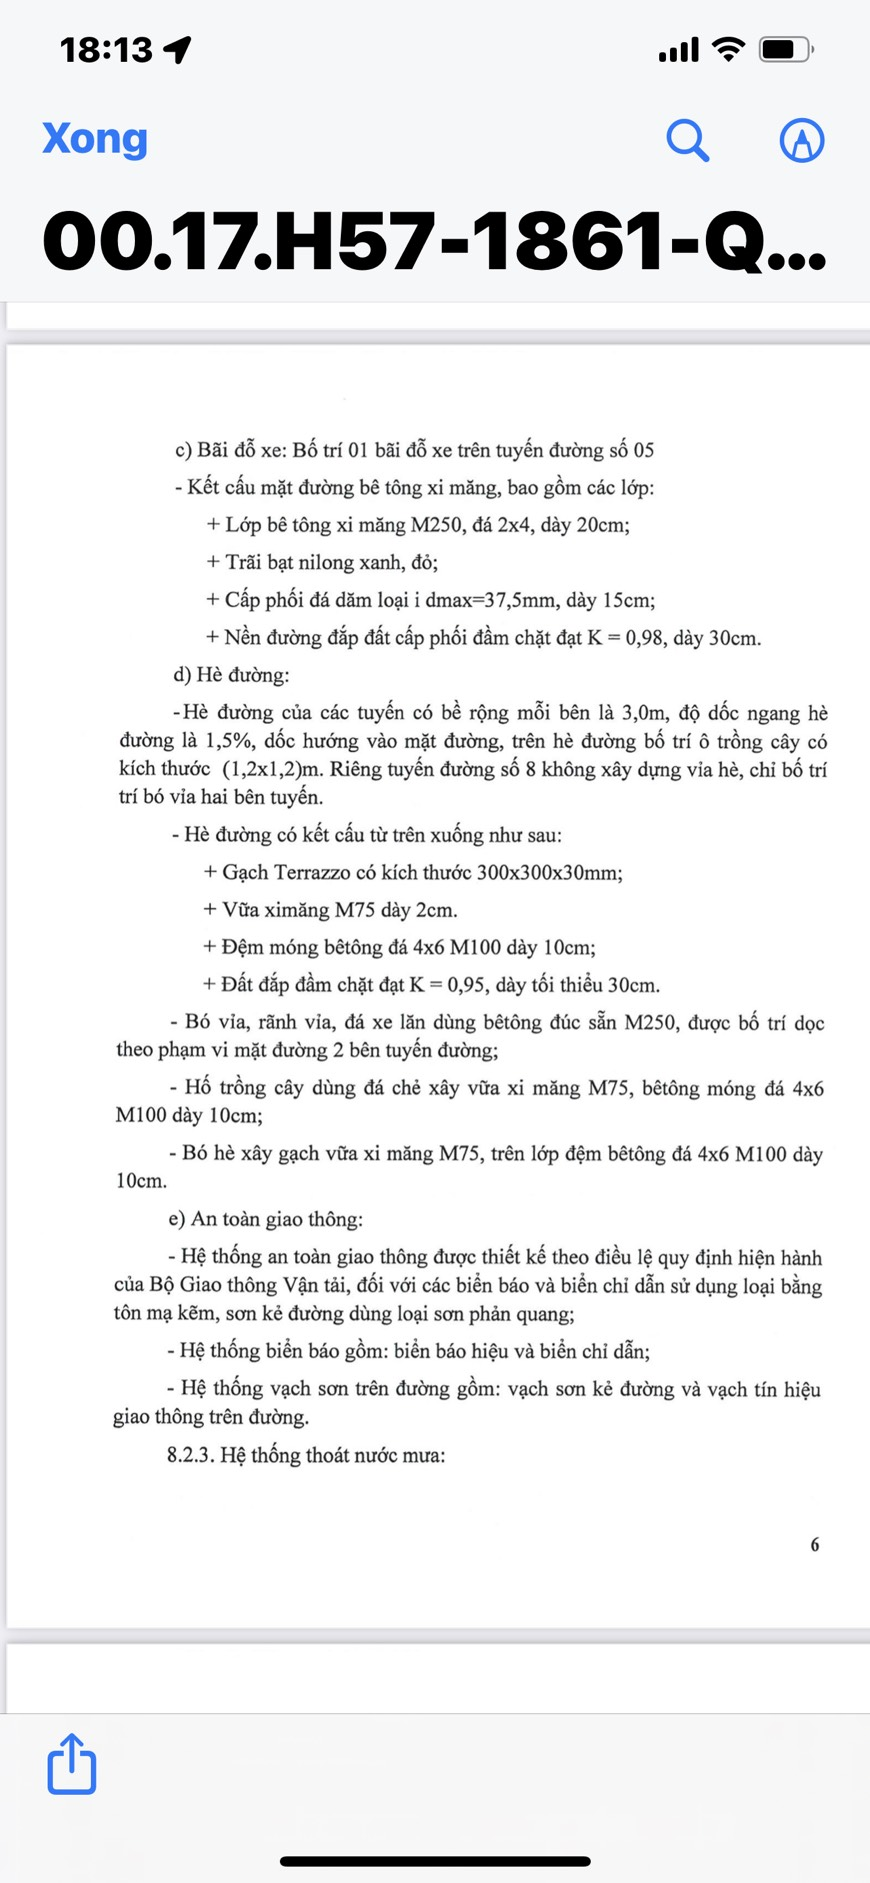 18:13
Xong
00.17.H57-1861-Q...
c) Bãi đỗ xe: Bố trí 01 bãi đỗ xe trên tuyến đường số 05
- Kết cấu mặt đường bê tông xi măng, bao gồm các lớp:
+ Lớp bê tông xi măng M250, đá 2x4, dày 20cm;
+ Trãi bạt nilong xanh, đỏ;
+ Cấp phối đá dăm loại i dmax=37,5mm, dày 15cm;
+ Nền đường đắp đất cấp phối đầm chặt đạt K = 0,98, dày 30cm.
d) Hè đường:
-Hè đường của các tuyến có bề rộng mỗi bên là 3,0m, độ dốc ngang hè
đường là 1,5%, dốc hướng vào mặt đường, trên hè đường bố trí ô trồng cây có
kích thước (1,2x1,2)m. Riêng tuyến đường số 8 không xây dựng vỉa hè, chỉ bố trí
trí bó vỉa hai bên tuyến.
- Hè đường có kết cấu từ trên xuống như sau:
+ Gạch Terrazzo có kích thước 300x300x30mm;
+ Vữa ximăng M75 dày 2cm.
+ Đệm móng bêtông đá 4x6 M100 dày 10cm;
+ Đất đắp đầm chặt đạt K = 0,95, dày tối thiểu 30cm.
- Bó vỉa, rãnh vỉa, đá xe lăn dùng bêtông đúc sẵn M250, được bố trí dọc
theo phạm vi mặt đường 2 bên tuyến đường;
- Hố trồng cây dùng đá chẻ xây vữa xi măng M75, bêtông móng đá 4x6
M100 dày 10cm;
- Bó hè xây gạch vữa xi măng M75, trên lớp đệm bêtông đá 4x6 M100 dày
10cm.
e) An toàn giao thông:
- Hệ thống an toàn giao thông được thiết kế theo điều lệ quy định hiện hành
của Bộ Giao thông Vận tải, đối với các biển báo và biển chỉ dẫn sử dụng loại bằng
tôn mạ kẽm, sơn kẻ đường dùng loại sơn phản quang;
- Hệ thống biển báo gồm: biển báo hiệu và biển chỉ dẫn;
- Hệ thống vạch sơn trên đường gồm: vạch sơn kẻ đường và vạch tín hiệu
giao thông trên đường.
8.2.3. Hệ thống thoát nước mưa:
6